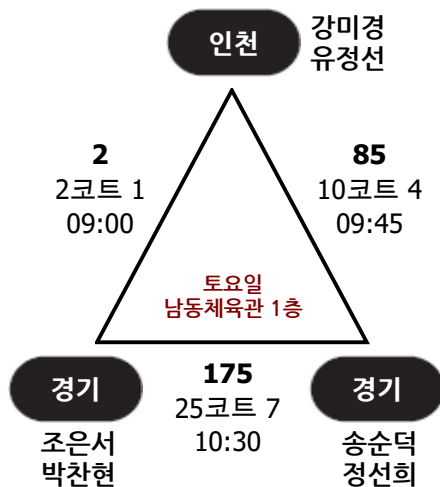 인천
강미경
유정선
2
2코트 1
09:00
85
10코트 4
09:45
토요일
남동체육관 1층
경기
조은서
박찬현
175
25코트 7
10:30
경기
송순덕
정선희